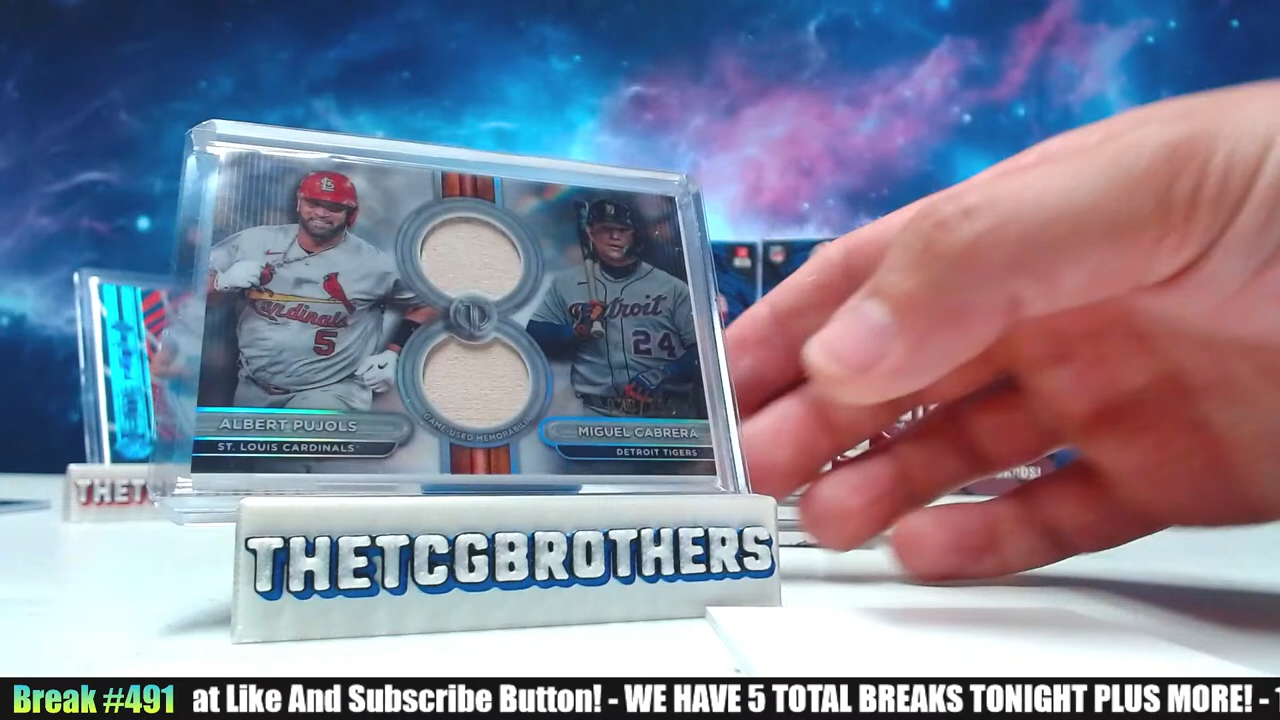 Cardinals
5
Detroit
24
ALBERT PUJOLS
ST. LOUIS CARDINALS
GAME-USED MEMORABILIA
MIGUEL CABRERA
DETROIT TIGERS
THET
THETCGBROTHERS
Break #491 at Like And Subscribe Button! - WE HAVE 5 TOTAL BREAKS TONIGHT PLUS MORE! -